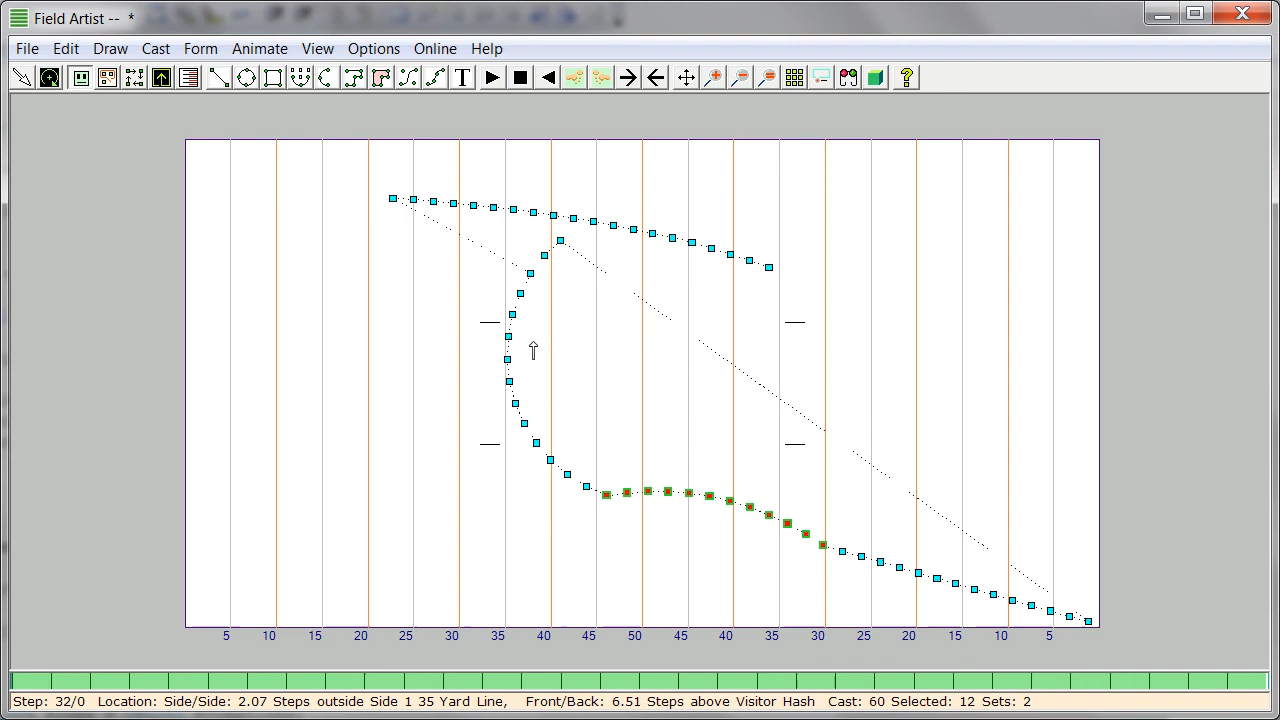 Field Artist -- *
File Edit Draw Cast Form Animate View Options Online Help
T ?
5 10 15 20 25 30 35 40 45 50 45 40 35 30 25 20 15 10 5
Step: 32/0 Location: Side/Side: 2.07 Steps outside Side 1 35 Yard Line, Front/Back: 6.51 Steps above Visitor Hash Cast: 60 Selected: 12 Sets: 2